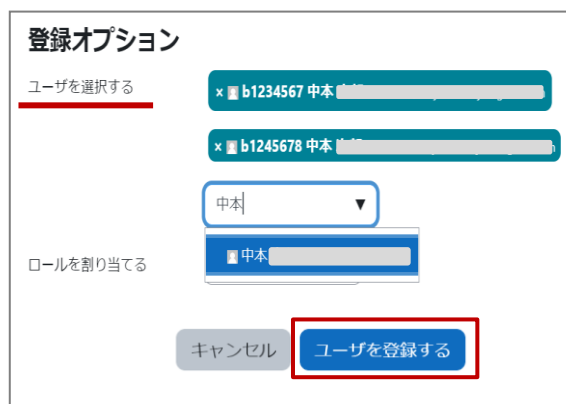 登録オプション
ユーザを選択する
× b1234567 中本
× b1245678 中本
中本 ▼
中本
ロールを割り当てる
キャンセル ユーザを登録する